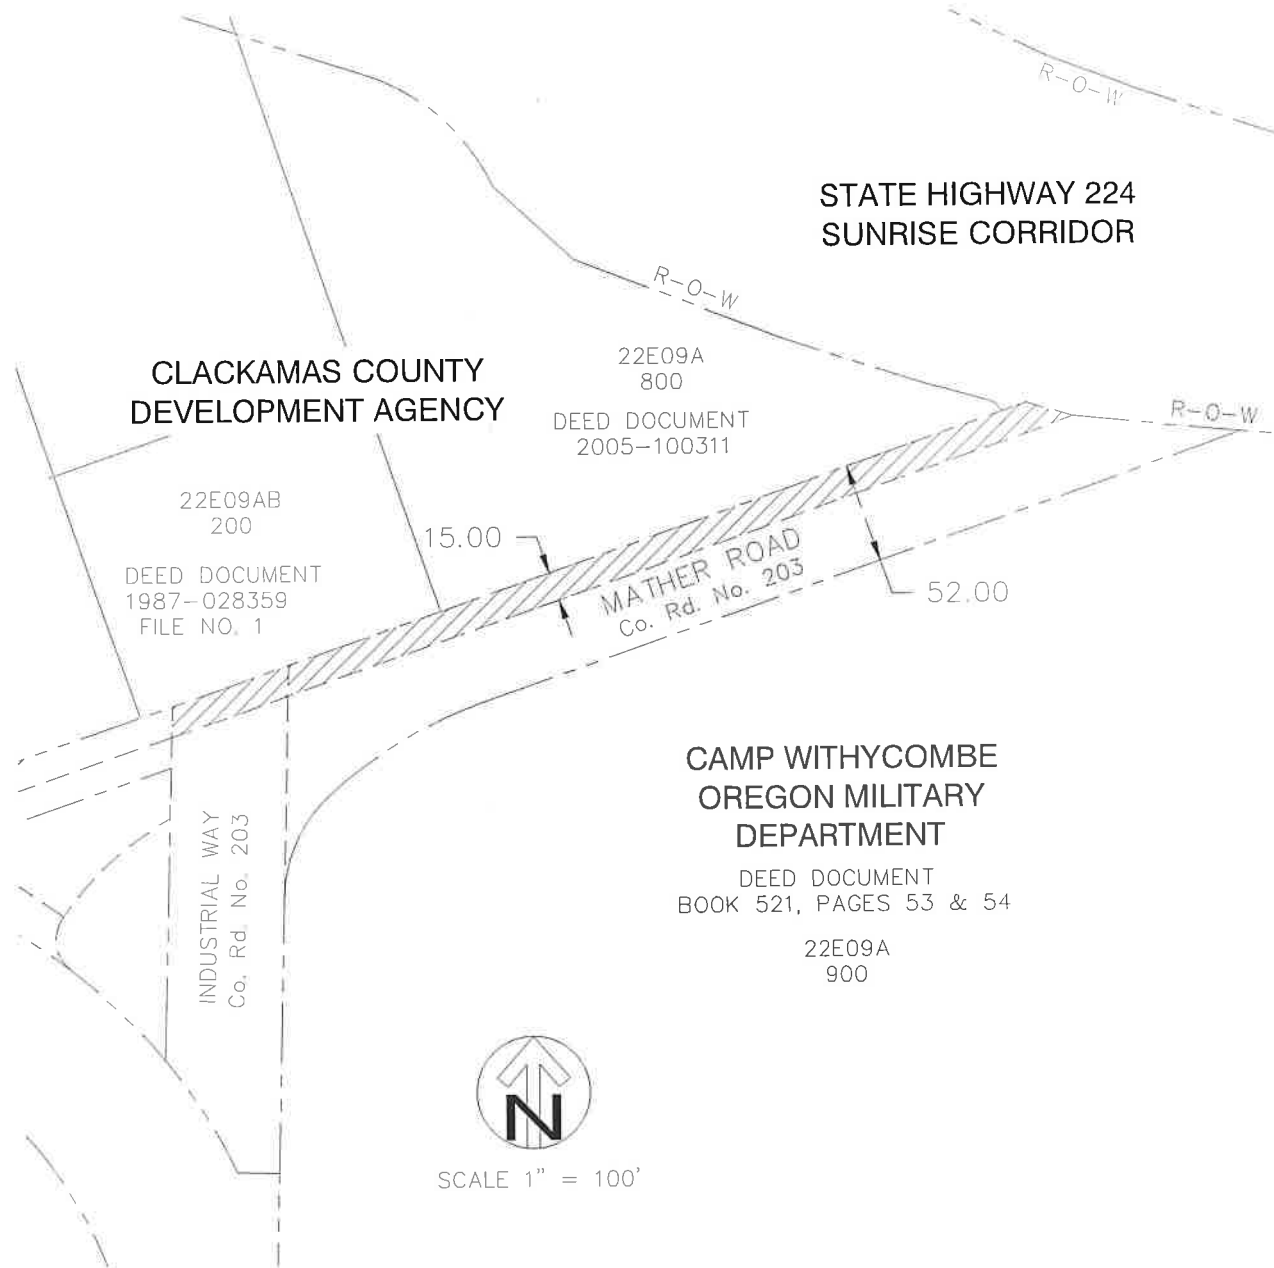 R-O-W
STATE HIGHWAY 224
SUNRISE CORRIDOR
R-O-W
22E09A
800
DEED DOCUMENT
2005-100311
CLACKAMAS COUNTY
DEVELOPMENT AGENCY
R-O-W
22E09AB
200
DEED DOCUMENT
1987-028359
FILE NO. 1
15.00
MATHER ROAD
Co. Rd. No. 203
52.00
CAMP WITHYCOMBE
OREGON MILITARY
DEPARTMENT
DEED DOCUMENT
BOOK 521, PAGES 53 & 54
22E09A
900
INDUSTRIAL WAY
Co. Rd. No. 203
N
SCALE 1" = 100'